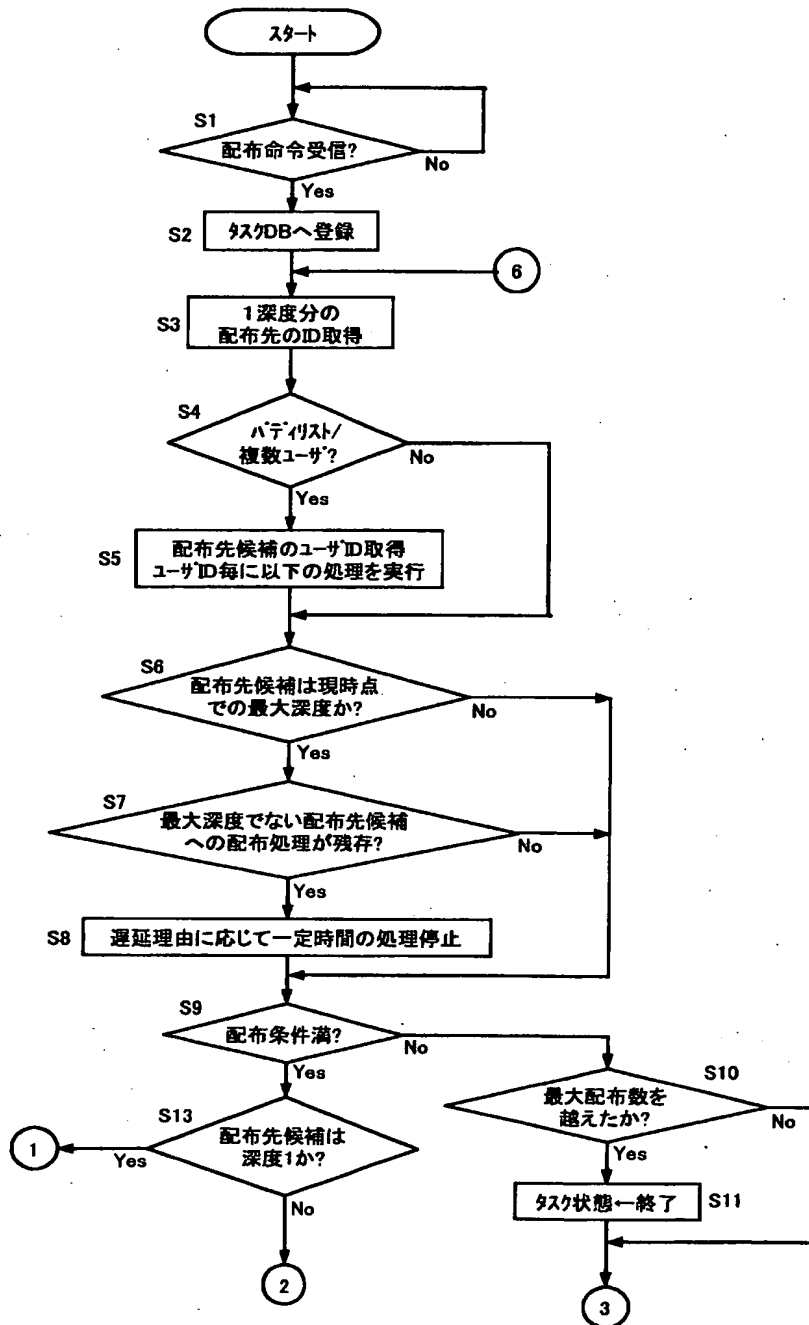 スタート
S1
配布命令受信?
No
Yes
S2
タスクDBへ登録
6
S3
1深度分の
配布先のID取得
S4
バディリスト/
複数ユーザ?
No
Yes
S5
配布先候補のユーザID取得
ユーザID毎に以下の処理を実行
S6
配布先候補は現時点
での最大深度か?
No
Yes
S7
最大深度でない配布先候補
への配布処理が残存?
No
Yes
S8
遅延理由に応じて一定時間の処理停止
S9
配布条件満?
No
Yes
S10
最大配布数を
越えたか?
No
Yes
S13
配布先候補は
深度1か?
1
Yes
No
タスク状態←終了
S11
2
3